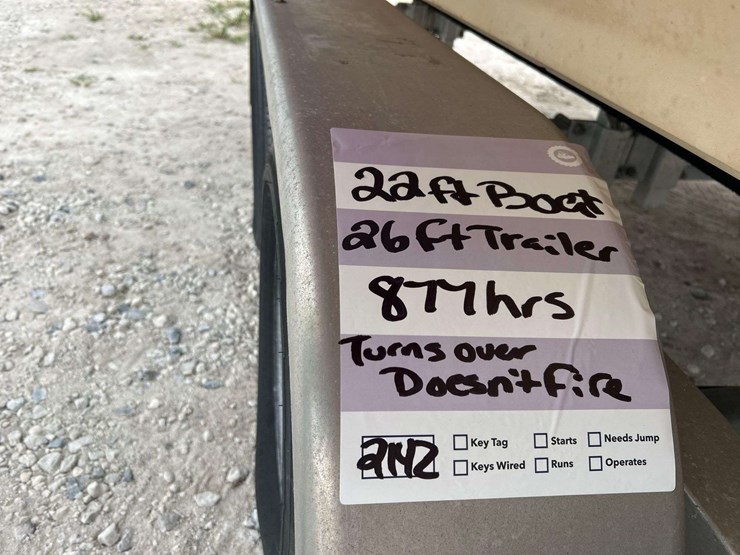 22ft Boat
26ft Trailer
877hrs
Turns over
Doesn't fire
2142
Key Tag Starts Needs Jump
Keys Wired Runs Operates